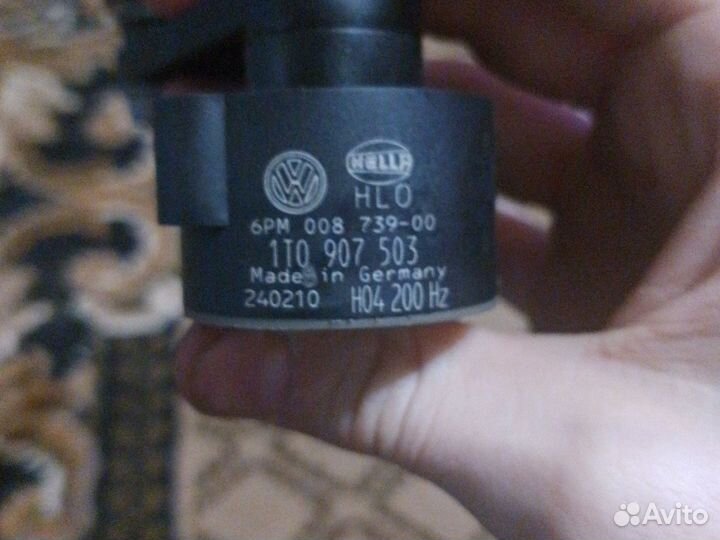 HELLA
HLO
6PM 008 739-00
1T0 907 503
Made in Germany
240210 H04 200 Hz
Avito